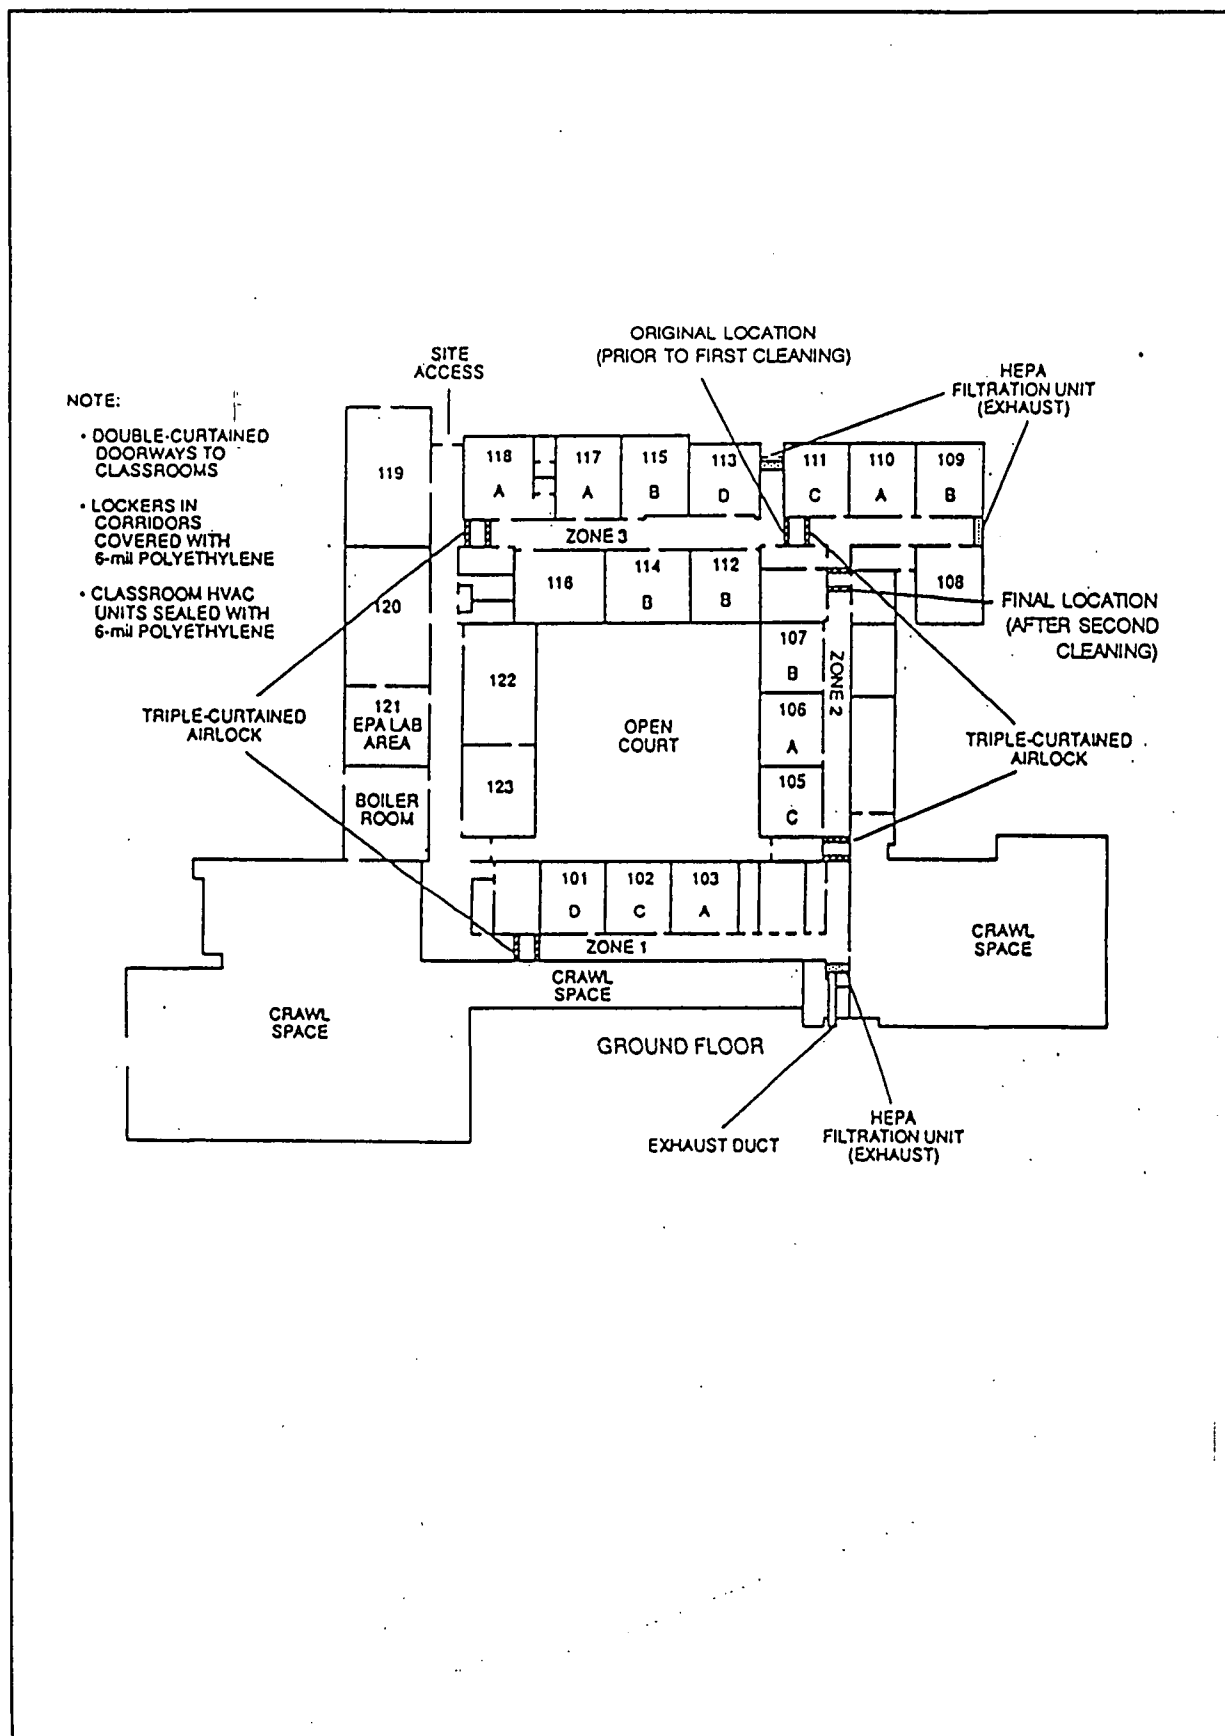 ORIGINAL LOCATION
(PRIOR TO FIRST CLEANING)
SITE
ACCESS
HEPA
FILTRATION UNIT
(EXHAUST)
NOTE:
• DOUBLE-CURTAINED
DOORWAYS TO
CLASSROOMS
• LOCKERS IN
CORRIDORS
COVERED WITH
6-mil POLYETHYLENE
• CLASSROOM HVAC
UNITS SEALED WITH
6-mil POLYETHYLENE
119
118
A
117
A
115
B
113
D
111
C
110
A
109
B
ZONE 3
120
116
114
B
112
B
108
FINAL LOCATION
(AFTER SECOND
CLEANING)
107
B
ZONE 2
122
121
EPA LAB
AREA
TRIPLE-CURTAINED
AIRLOCK
OPEN
COURT
106
A
TRIPLE-CURTAINED
AIRLOCK
123
105
C
BOILER
ROOM
101
D
102
C
103
A
ZONE 1
CRAWL
SPACE
CRAWL
SPACE
CRAWL
SPACE
GROUND FLOOR
EXHAUST DUCT
HEPA
FILTRATION UNIT
(EXHAUST)